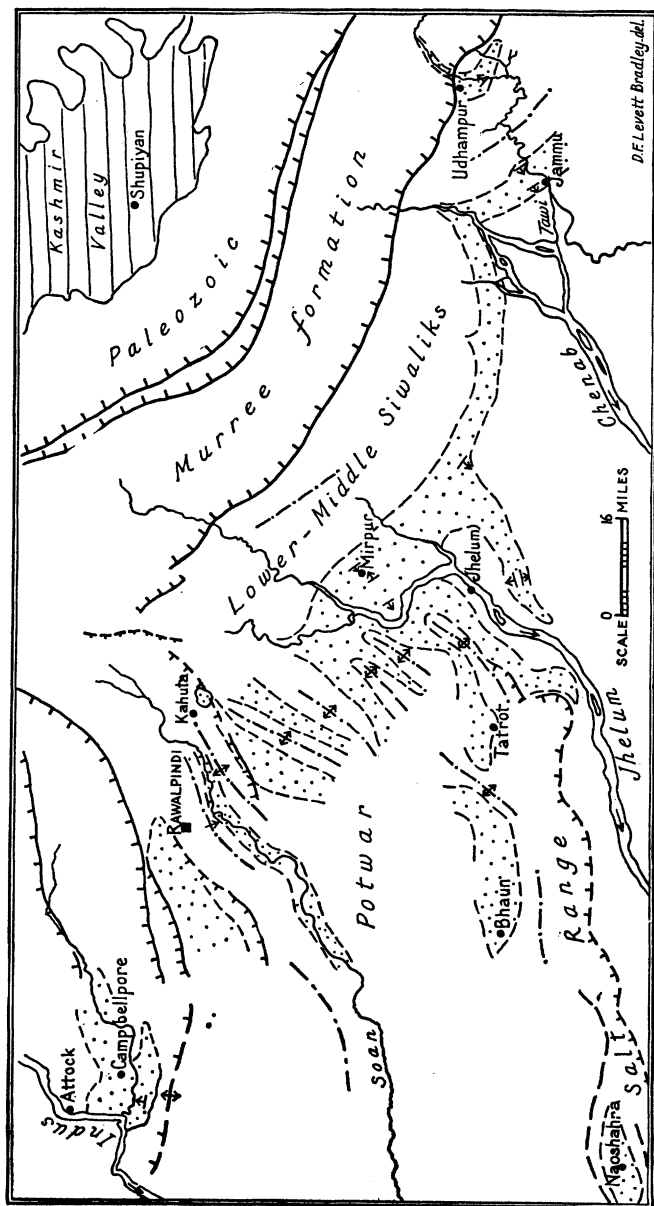 Kashmir
Valley
Shupiyan
Paleozoic
Murree formation
Lower-Middle Siwaliks
Udhampur
Jammu
Tawi
Chenab
Mirpur
Jhelum
Jhelum
SCALE 0 16 MILES
Kahuta
RAWALPINDI
Tatrot
Potwar
Bhaun
Soan
Salt Range
Naoshahra
Attock
Campbellpore
Indus
D.F. Levett Bradley.del.